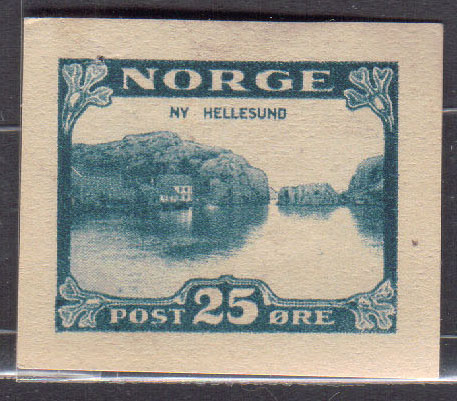 NORGE
NY HELLESUND
POST 25 ØRE